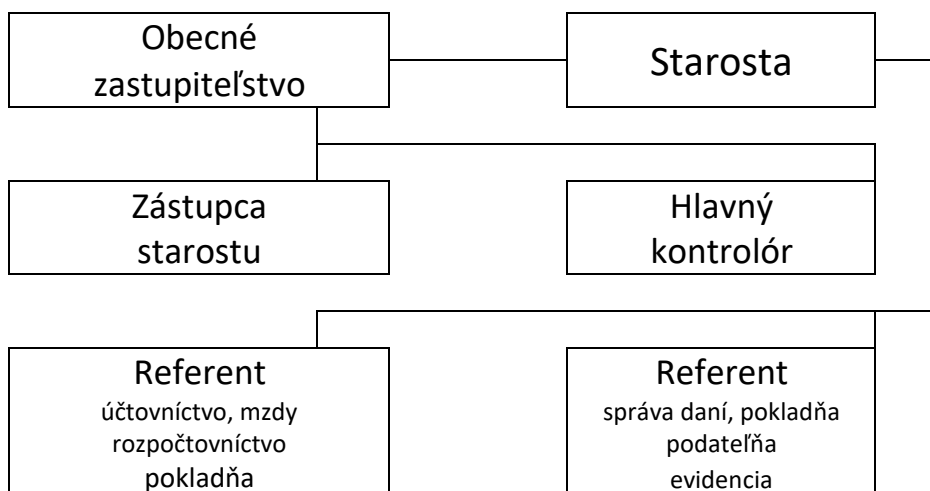 Obecné
zastupiteľstvo
Starosta
Zástupca
starostu
Hlavný
kontrolór
Referent
účtovníctvo, mzdy
rozpočtovníctvo
pokladňa
Referent
správa daní, pokladňa
podateľňa
evidencia